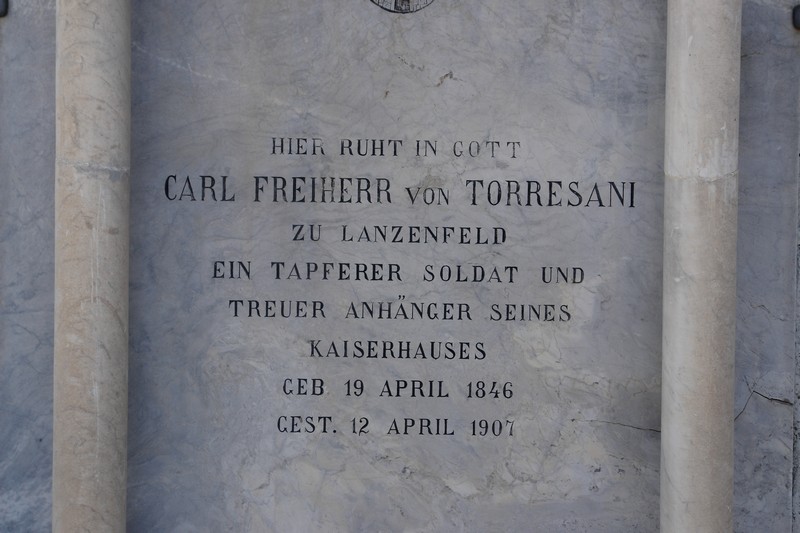 HIER RUHT IN GOTT
CARL FREIHERR VON TORRESANI
ZU LANZENFELD
EIN TAPFERER SOLDAT UND
TREUER ANHÄNGER SEINES
KAISERHAUSES
GEB 19 APRIL 1846
GEST. 12 APRIL 1907